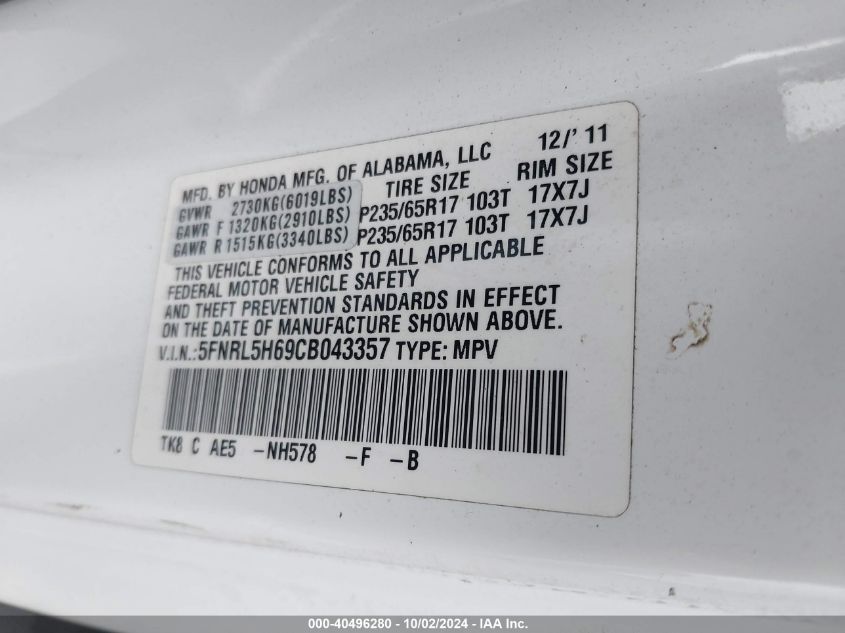 MFD. BY HONDA MFG. OF ALABAMA, LLC 12/'11
GVWR 2730KG(6019LBS) TIRE SIZE RIM SIZE
GAWR F 1320KG(2910LBS) P235/65R17 103T 17X7J
GAWR R 1515KG(3340LBS) P235/65R17 103T 17X7J
THIS VEHICLE CONFORMS TO ALL APPLICABLE
FEDERAL MOTOR VEHICLE SAFETY
AND THEFT PREVENTION STANDARDS IN EFFECT
ON THE DATE OF MANUFACTURE SHOWN ABOVE.
V.I.N.:5FNRL5H69CB043357 TYPE: MPV
TK8 C AE5 -NH578 -F -B
000-40496280 - 10/02/2024 - IAA Inc.